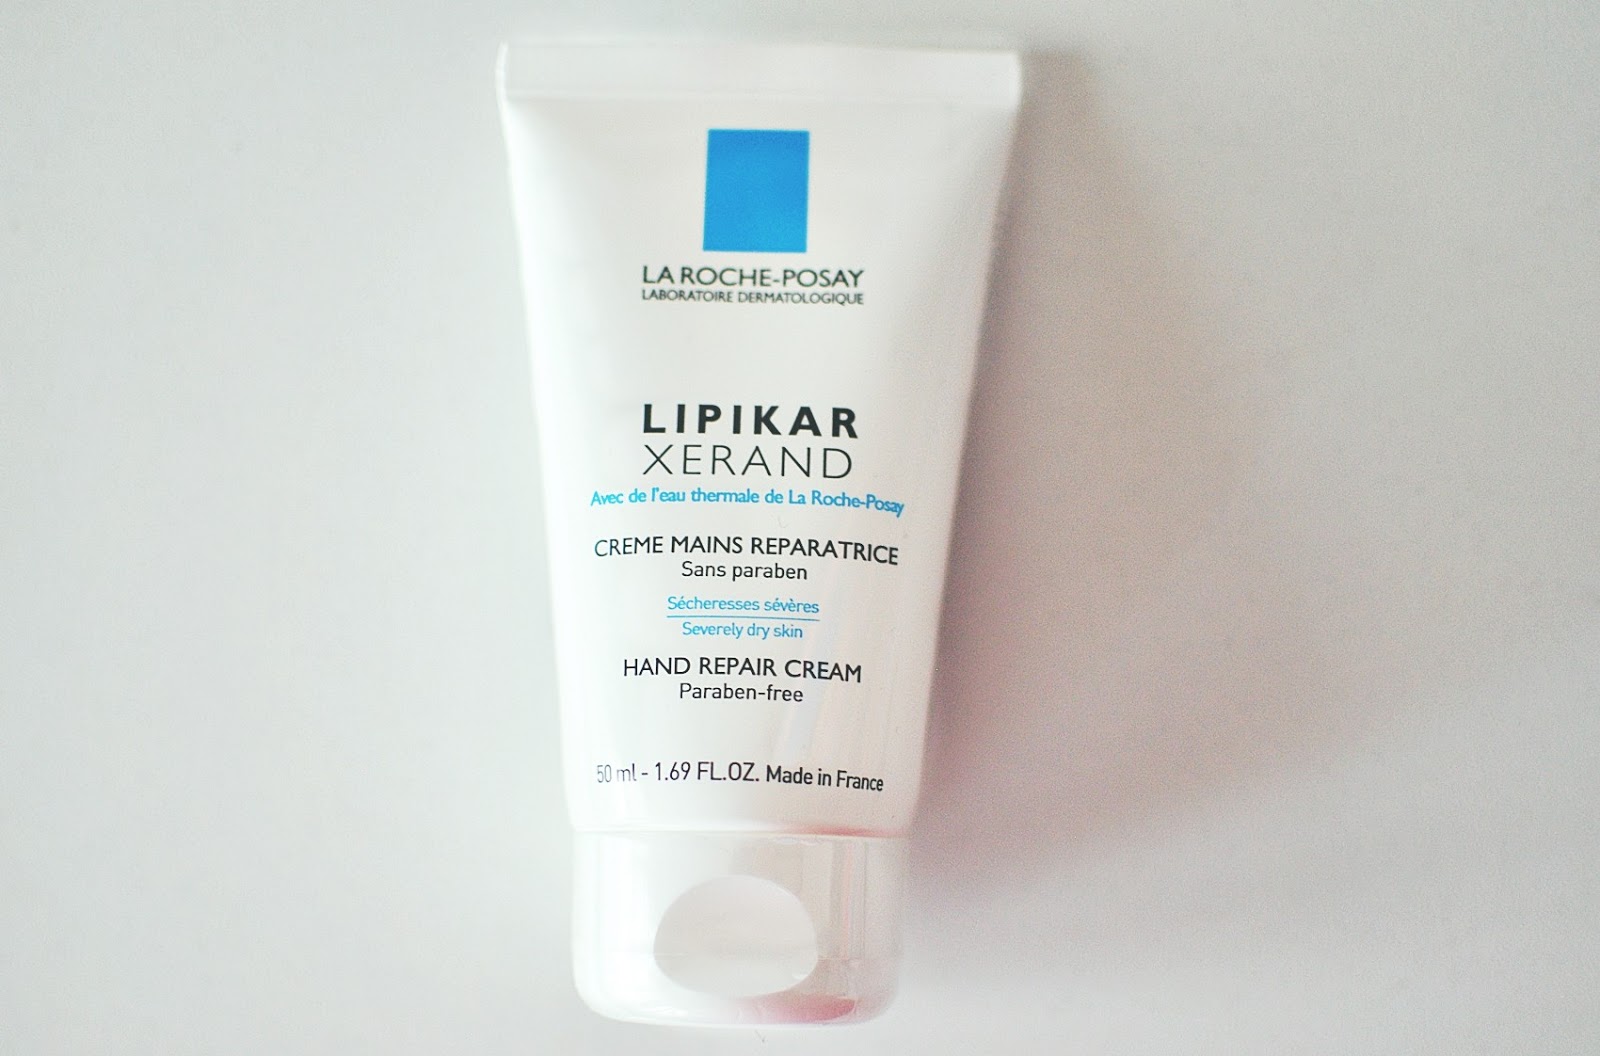 LA ROCHE-POSAY
LABORATOIRE DERMATOLOGIQUE
LIPIKAR
XERAND
Avec de l'eau thermale de La Roche-Posay
CREME MAINS REPARATRICE
Sans paraben
Sécheresses sévères
Severely dry skin
HAND REPAIR CREAM
Paraben-free
50 ml - 1.69 FL.OZ. Made in France